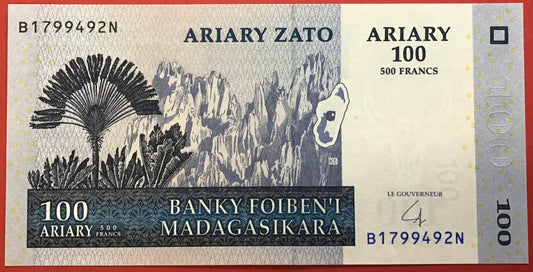 B1799492N
ARIARY ZATO
ARIARY
100
500 FRANCS
100
LE GOUVERNEUR
100
ARIARY 500 FRANCS
BANKY FOIBEN'I
MADAGASIKARA
B1799492N
100